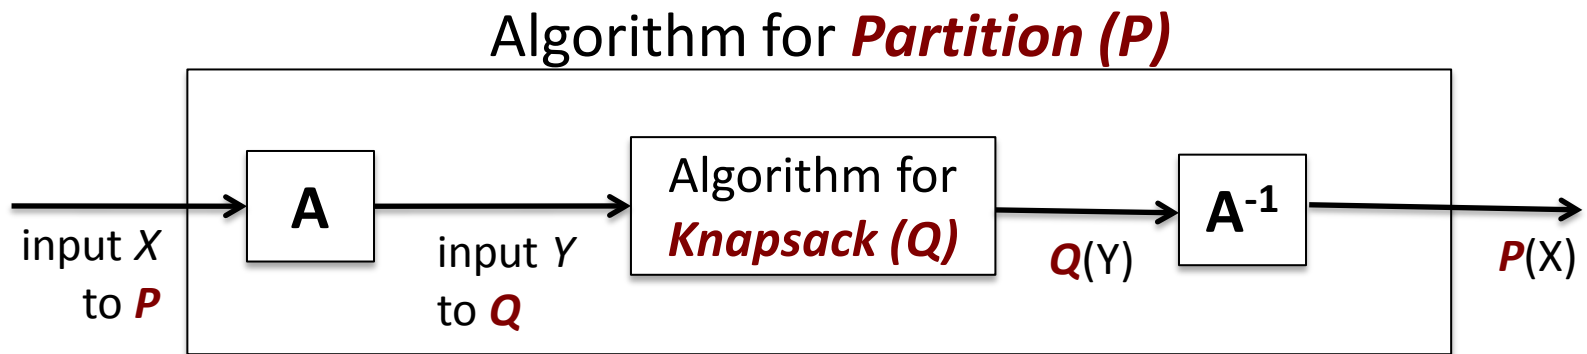 Algorithm for Partition (P)
A
Algorithm for
Knapsack (Q)
A-1
input X
to P
input Y
to Q
Q(Y)
P(X)